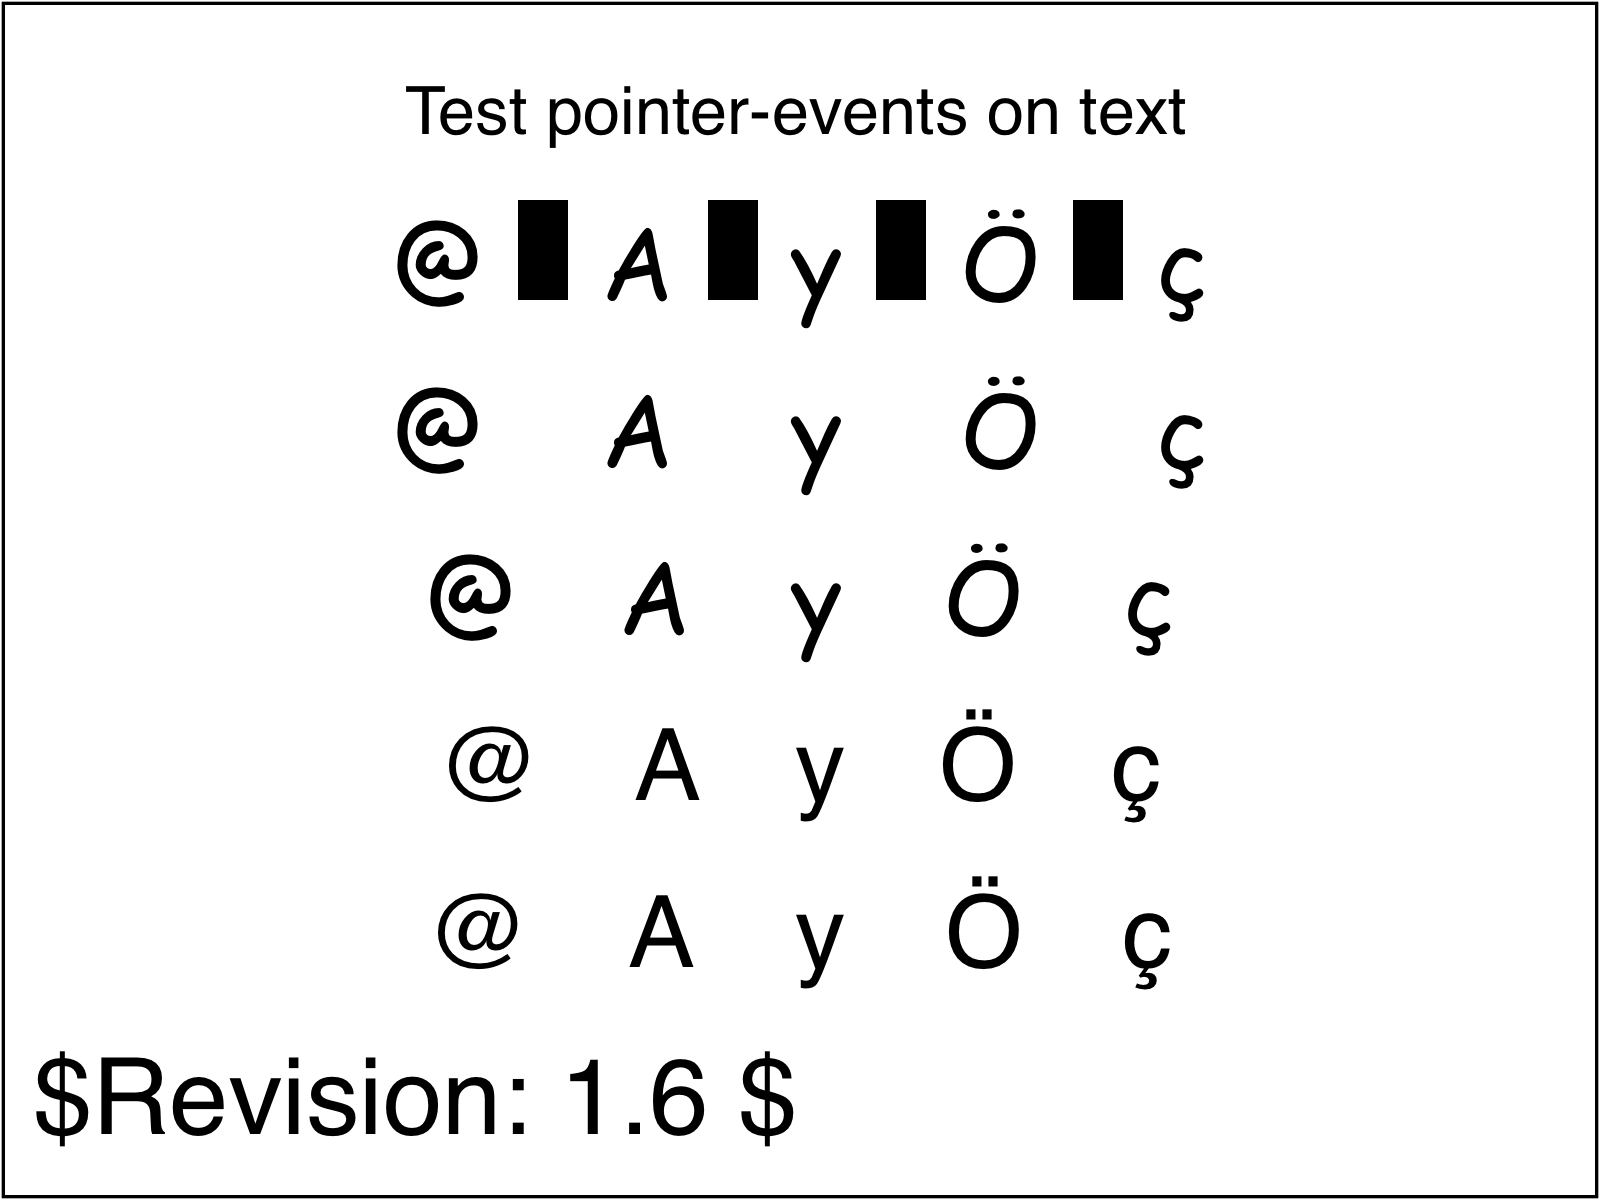 Test pointer-events on text
@ A y Ö ç
@ A y Ö ç
@ A y Ö ç
@ A y Ö ç
@ A y Ö ç
$Revision: 1.6 $